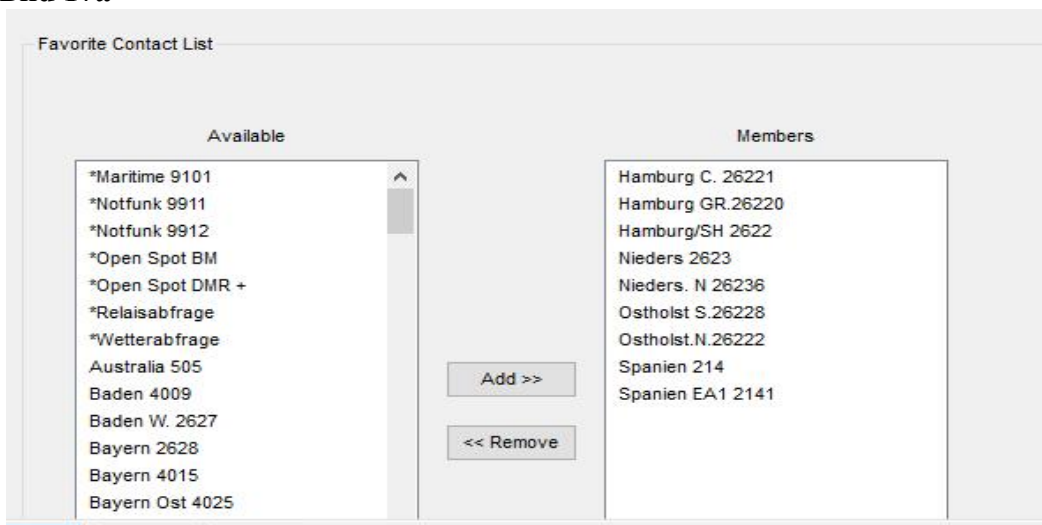 Favorite Contact List
Available
*Maritime 9101
*Notfunk 9911
*Notfunk 9912
*Open Spot BM
*Open Spot DMR +
*Relaisabfrage
*Wetterabfrage
Australia 505
Baden 4009
Baden W. 2627
Bayern 2628
Bayern 4015
Bayern Ost 4025
Add >>
<< Remove
Members
Hamburg C. 26221
Hamburg GR.26220
Hamburg/SH 2622
Nieders 2623
Nieders. N 26236
Ostholst S.26228
Ostholst.N.26222
Spanien 214
Spanien EA1 2141